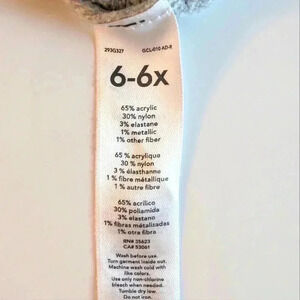 293G327 GCL-010 AD-R
6-6x
65% acrylic
30% nylon
3% elastane
1% metallic
1% other fiber
65 % acrylique
30 % nylon
3 % élasthanne
1 % fibre métallique
1 % autre fibre
65% acrílico
30% poliamida
3% elastano
1% fibras metalizadas
1% otra fibra
RN# 35623
CA# 53061
Wash before use.
Turn garment inside out.
Machine wash cold with
like colors.
Use only non-chlorine
bleach when needed.
Tumble dry low.
Do not iron.